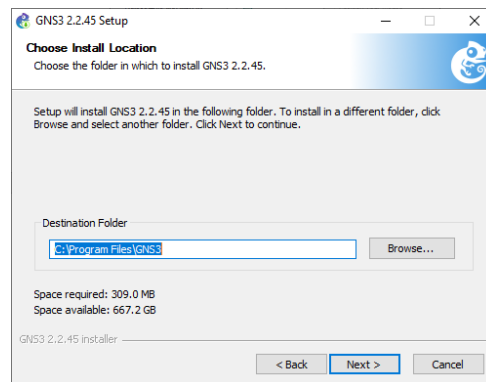 GNS3 2.2.45 Setup
Choose Install Location
Choose the folder in which to install GNS3 2.2.45.
Setup will install GNS3 2.2.45 in the following folder. To install in a different folder, click
Browse and select another folder. Click Next to continue.
Destination Folder
C:\Program Files\GNS3
Browse...
Space required: 309.0 MB
Space available: 667.2 GB
GNS3 2.2.45 installer
< Back
Next >
Cancel